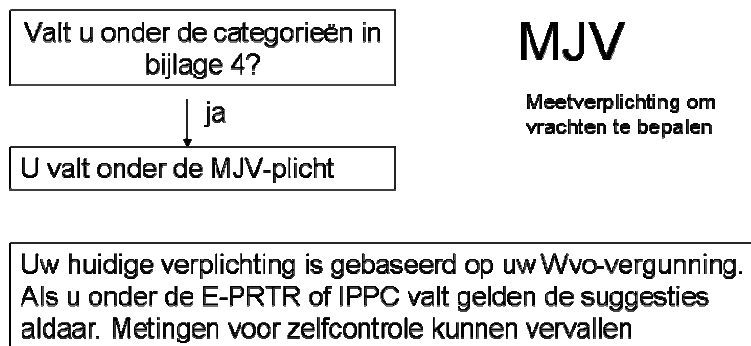 Valt u onder de categorieën in
bijlage 4?
MJV
Meetverplichting om
vrachten te bepalen
ja
U valt onder de MJV-plicht
Uw huidige verplichting is gebaseerd op uw Wvo-vergunning.
Als u onder de E-PRTR of IPPC valt gelden de suggesties
aldaar. Metingen voor zelfcontrole kunnen vervallen